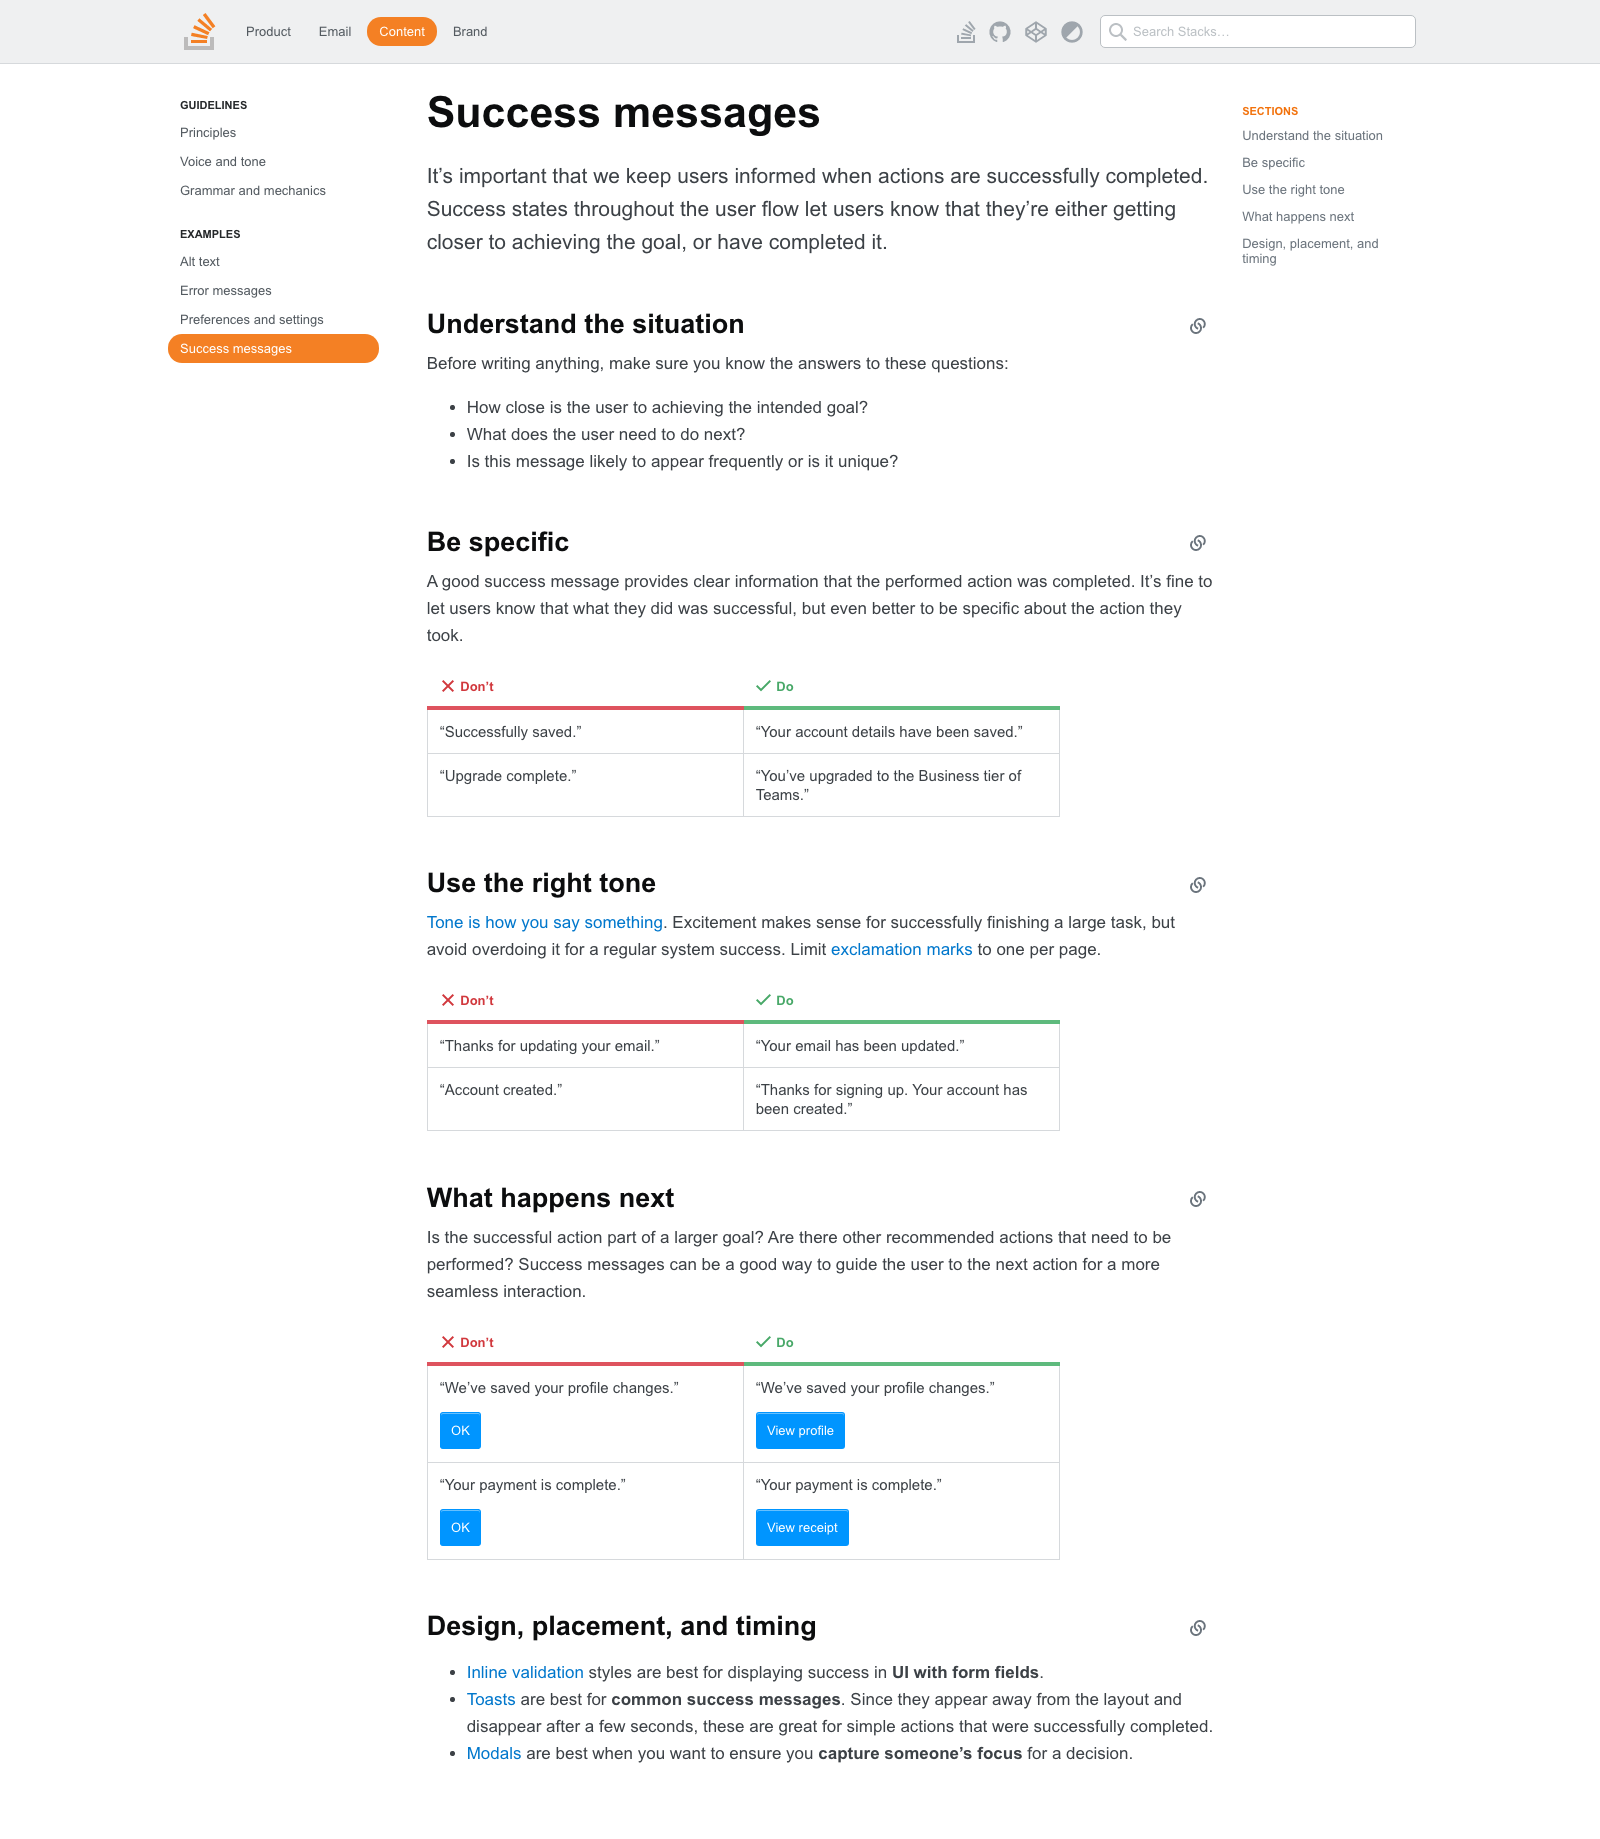 Product Email Content Brand
Search Stacks...
GUIDELINES
Principles
Voice and tone
Grammar and mechanics
EXAMPLES
Alt text
Error messages
Preferences and settings
Success messages
Success messages
It’s important that we keep users informed when actions are successfully completed.
Success states throughout the user flow let users know that they’re either getting
closer to achieving the goal, or have completed it.
Understand the situation
Before writing anything, make sure you know the answers to these questions:
• How close is the user to achieving the intended goal?
• What does the user need to do next?
• Is this message likely to appear frequently or is it unique?
Be specific
A good success message provides clear information that the performed action was completed. It’s fine to
let users know that what they did was successful, but even better to be specific about the action they
took.
Don’t Do
“Successfully saved.” “Your account details have been saved.”
“Upgrade complete.” “You’ve upgraded to the Business tier of
Teams.”
Use the right tone
Tone is how you say something. Excitement makes sense for successfully finishing a large task, but
avoid overdoing it for a regular system success. Limit exclamation marks to one per page.
Don’t Do
“Thanks for updating your email.” “Your email has been updated.”
“Account created.” “Thanks for signing up. Your account has
been created.”
What happens next
Is the successful action part of a larger goal? Are there other recommended actions that need to be
performed? Success messages can be a good way to guide the user to the next action for a more
seamless interaction.
Don’t Do
“We’ve saved your profile changes.” “We’ve saved your profile changes.”
OK View profile
“Your payment is complete.” “Your payment is complete.”
OK View receipt
Design, placement, and timing
• Inline validation styles are best for displaying success in UI with form fields.
• Toasts are best for common success messages. Since they appear away from the layout and
disappear after a few seconds, these are great for simple actions that were successfully completed.
• Modals are best when you want to ensure you capture someone’s focus for a decision.
SECTIONS
Understand the situation
Be specific
Use the right tone
What happens next
Design, placement, and
timing